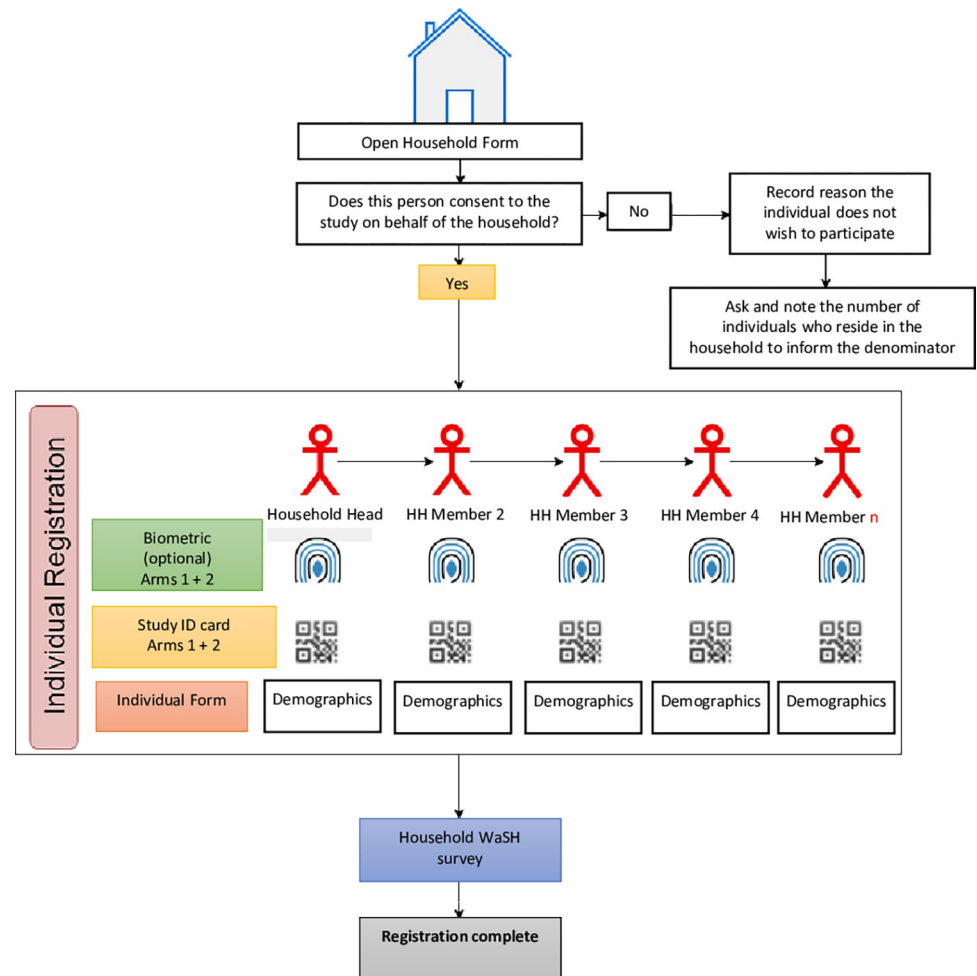 Open Household Form
Does this person consent to the
study on behalf of the household?
No
Record reason the
individual does not
wish to participate
Yes
Ask and note the number of
individuals who reside in the
household to inform the denominator
Individual Registration
Household Head
HH Member 2
HH Member 3
HH Member 4
HH Member n
Biometric
(optional)
Arms 1 + 2
Study ID card
Arms 1 + 2
Individual Form
Demographics
Demographics
Demographics
Demographics
Demographics
Household WaSH
survey
Registration complete